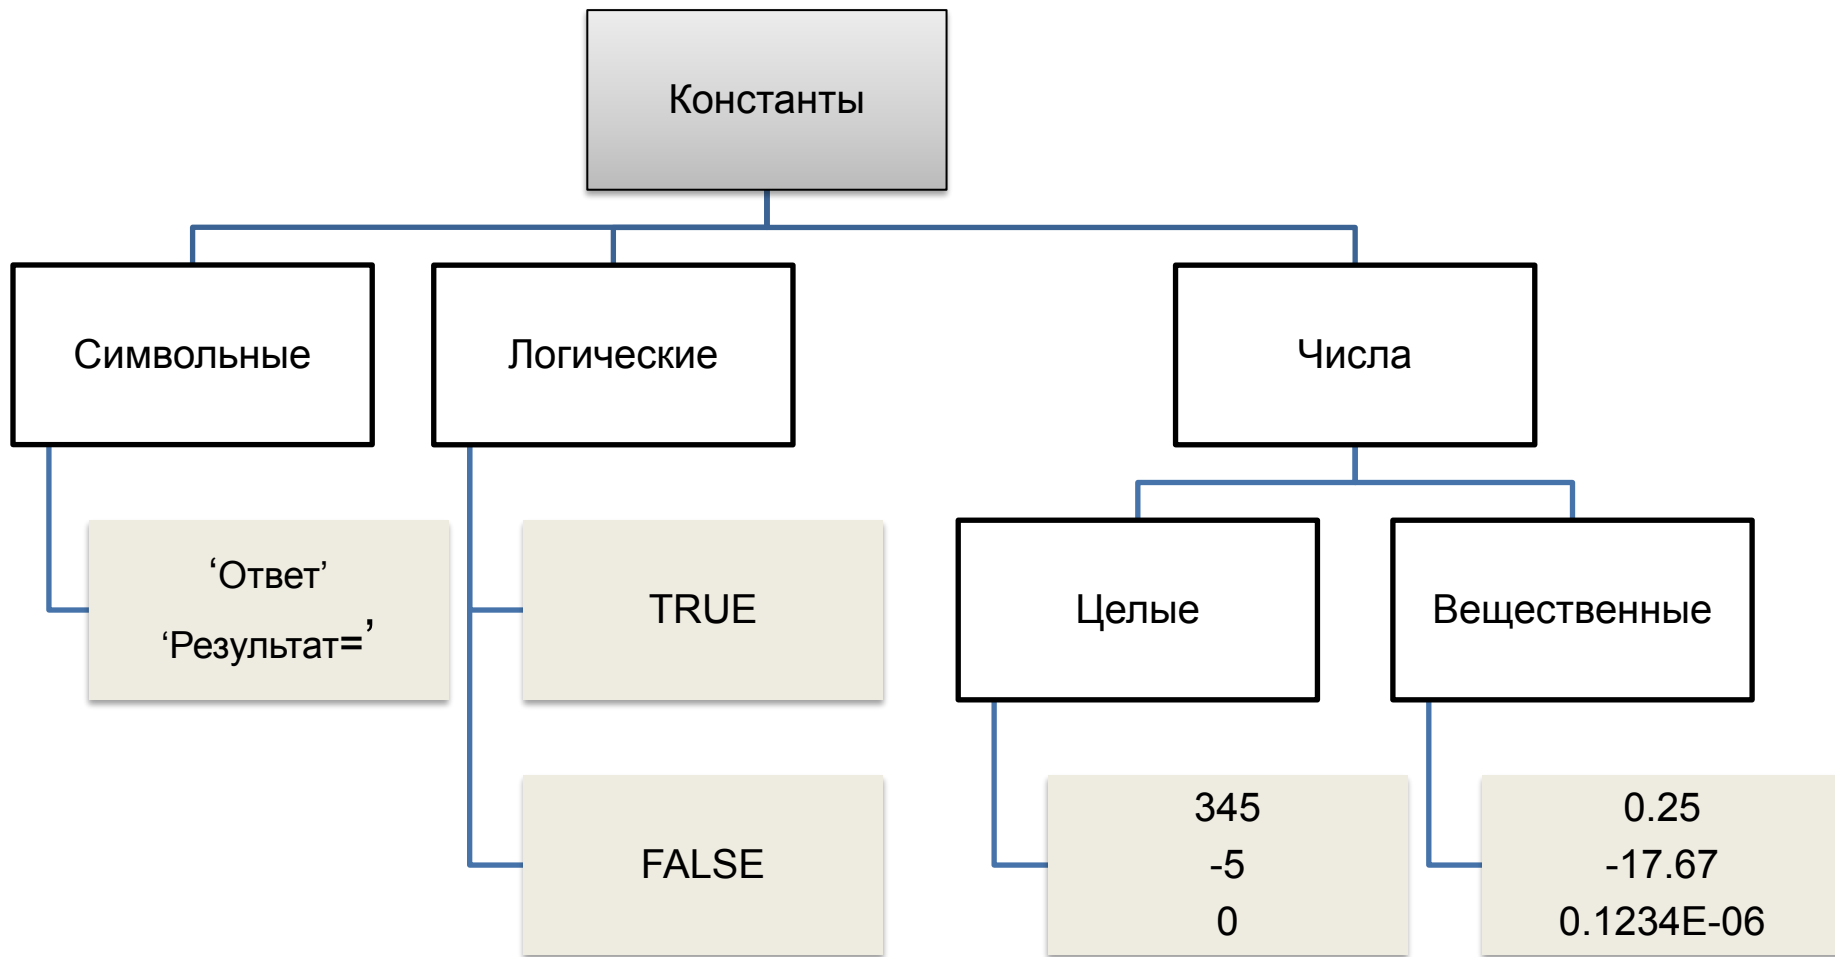 Константы
Символьные
Логические
Числа
‘Ответ’
‘Результат=’
TRUE
Целые
Вещественные
FALSE
345
-5
0
0.25
-17.67
0.1234E-06